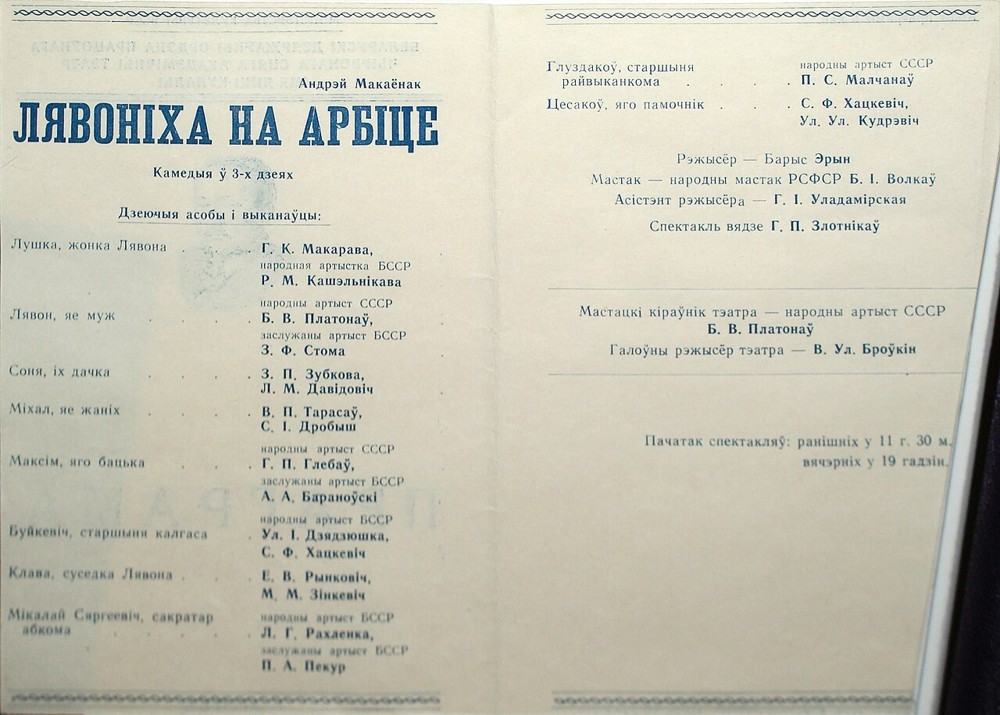 Андрэй Макаёнак
ЛЯВОНІХА НА АРБІЦЕ
Камедыя ў 3-х дзеях
Дзеючыя асобы і выканаўцы:
Лушка, жонка Лявона . . . Г. К. Макарава,
народная артыстка БССР
Р. М. Кашэльнікава
народны артыст СССР
Лявон, яе муж . . . . Б. В. Платонаў,
заслужаны артыст БССР
З. Ф. Стома
Соня, іх дачка . . . . З. П. Зубкова,
Л. М. Давідовіч
Міхал, яе жаніх . . . . В. П. Тарасаў,
С. І. Дробыш
народны артыст СССР
Максім, яго бацька . . . Г. П. Глебаў,
заслужаны артыст БССР
А. А. Бараноўскі
народны артыст БССР
Буйкевіч, старшыня калгаса . Ул. І. Дзядзюшка,
С. Ф. Хацкевіч
Клава, суседка Лявона . . . Е. В. Рынковіч,
М. М. Зінкевіч
Мікалай Сяргеевіч, сакратар народны артыст БССР
абкома . . . . . Л. Г. Рахленка,
заслужаны артыст БССР
П. А. Пекур
Глуздакоў, старшыня народны артыст СССР
райвыканкома . . . . П. С. Малчанаў
Цесакоў, яго памочнік . . . С. Ф. Хацкевіч,
Ул. Ул. Кудрэвіч
Рэжысёр — Барыс Эрын
Мастак — народны мастак РСФСР Б. І. Волкаў
Асістэнт рэжысёра — Г. І. Уладамірская
Спектакль вядзе Г. П. Злотнікаў
Мастацкі кіраўнік тэатра — народны артыст СССР
Б. В. Платонаў
Галоўны рэжысёр тэатра — В. Ул. Броўкін
Пачатак спектакляў: ранішніх у 11 г. 30 м.
вячэрніх у 19 гадзін.